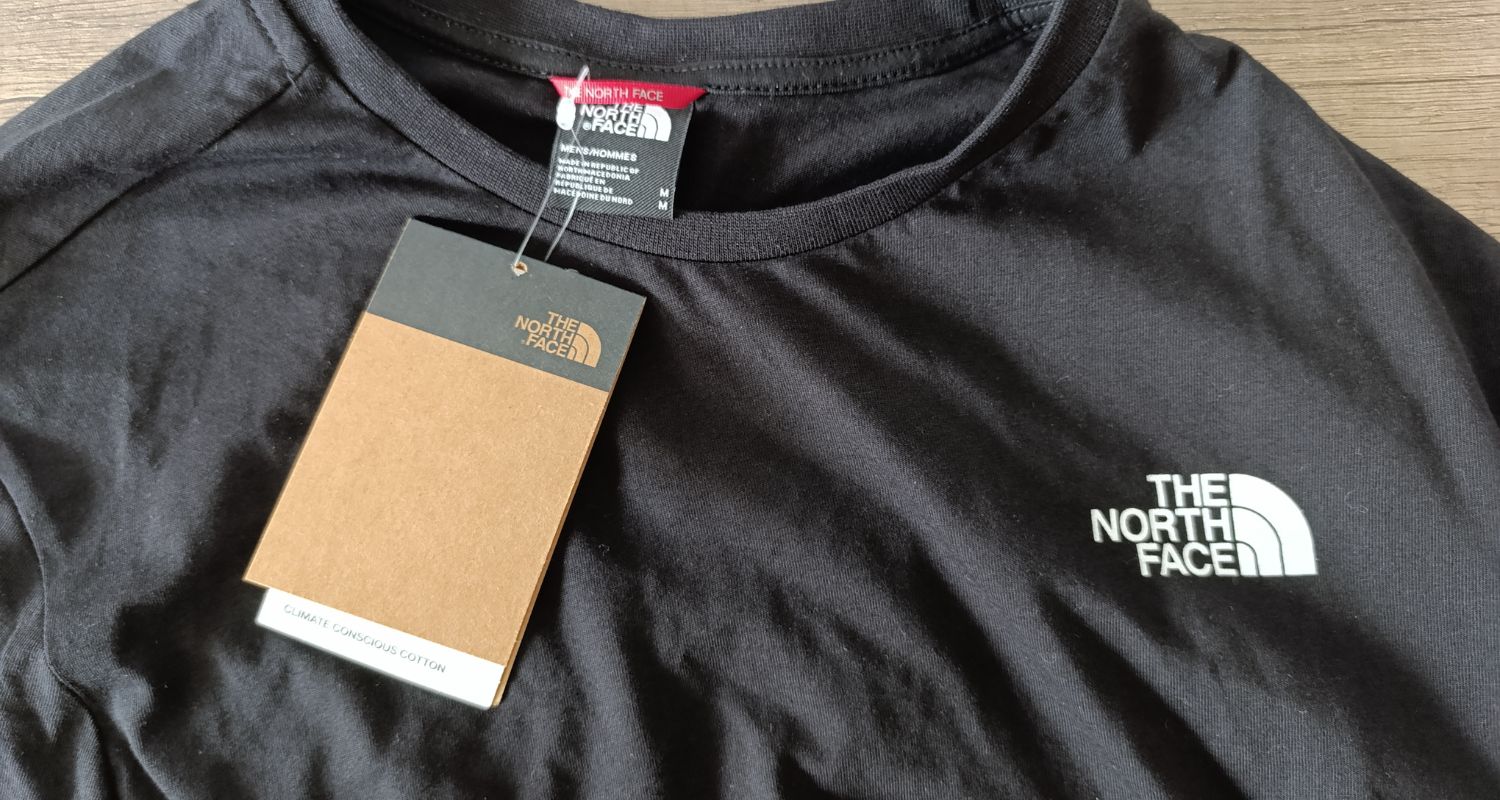 THE NORTH FACE
THE
NORTH
FACE
MEN'S/HOMMES
MADE IN REPUBLIC OF
NORTH MACEDONIA
FABRIQUÉ EN
RÉPUBLIQUE DE
MACÉDOINE DU NORD
M
M
THE
NORTH
FACE
CLIMATE CONSCIOUS COTTON
THE
NORTH
FACE